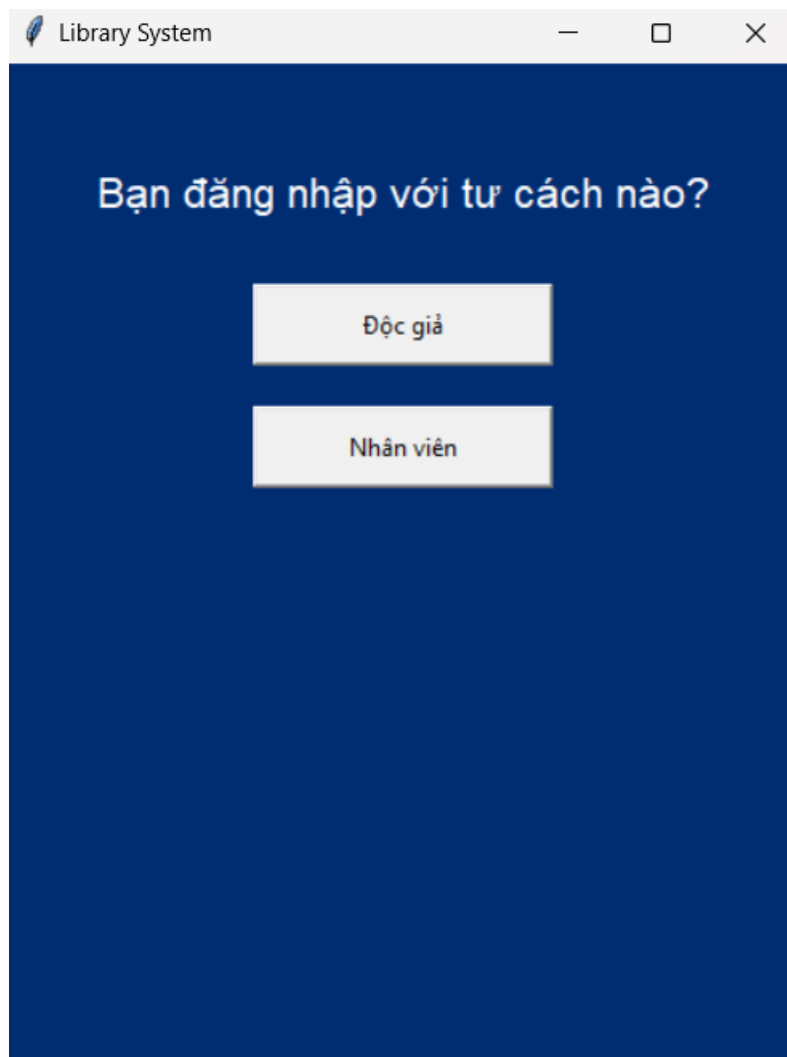 Library System
Bạn đăng nhập với tư cách nào?
Độc giả
Nhân viên